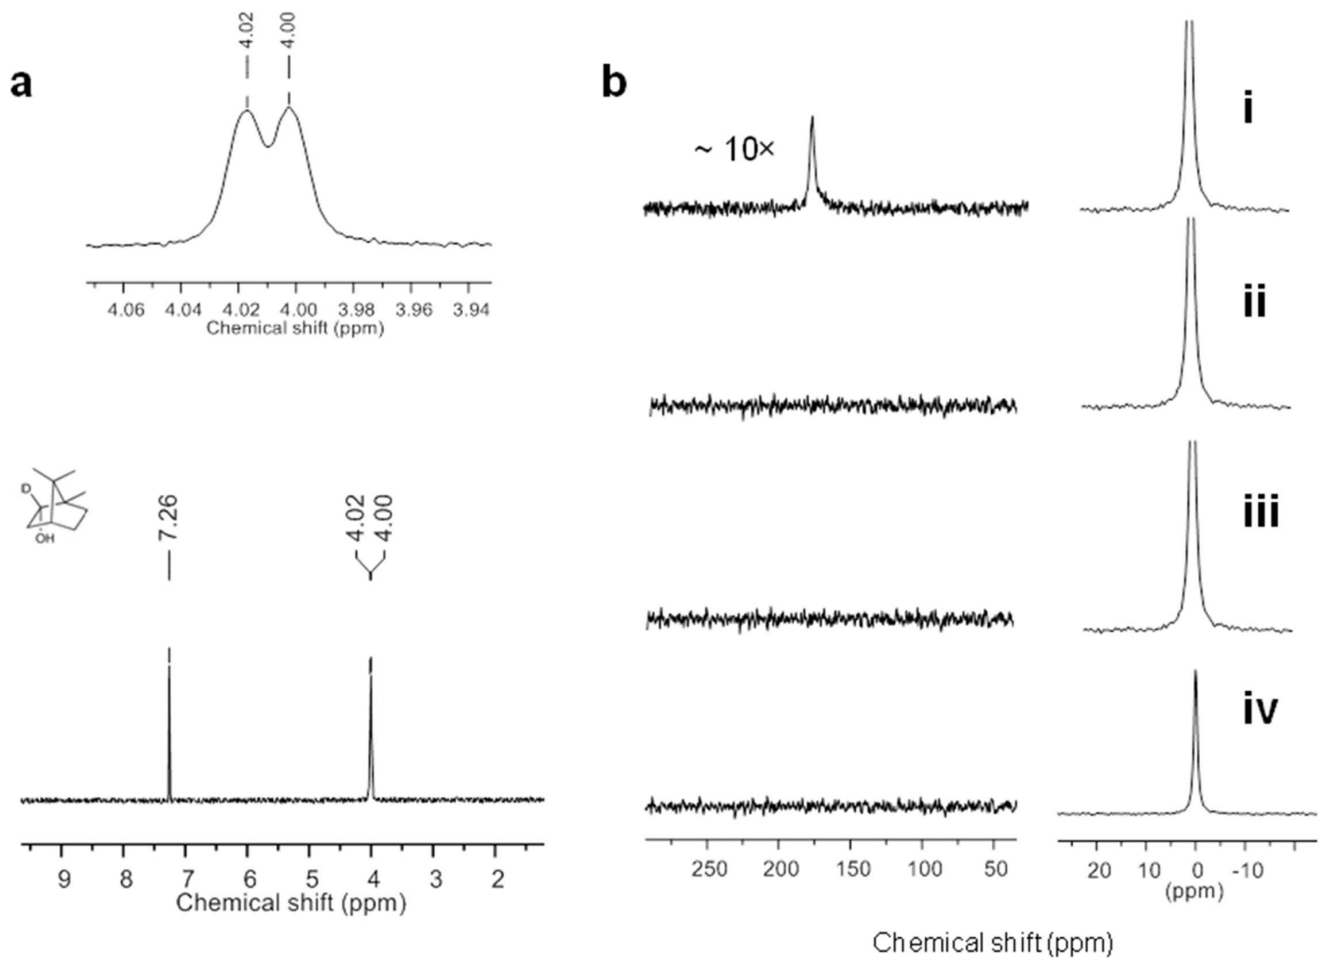 a
4.02
4.00
4.06 4.04 4.02 4.00 3.98 3.96 3.94
Chemical shift (ppm)
D
OH
7.26
4.02
4.00
9 8 7 6 5 4 3 2
Chemical shift (ppm)
b
~ 10×
i
ii
iii
iv
250 200 150 100 50
20 10 0 -10
(ppm)
Chemical shift (ppm)